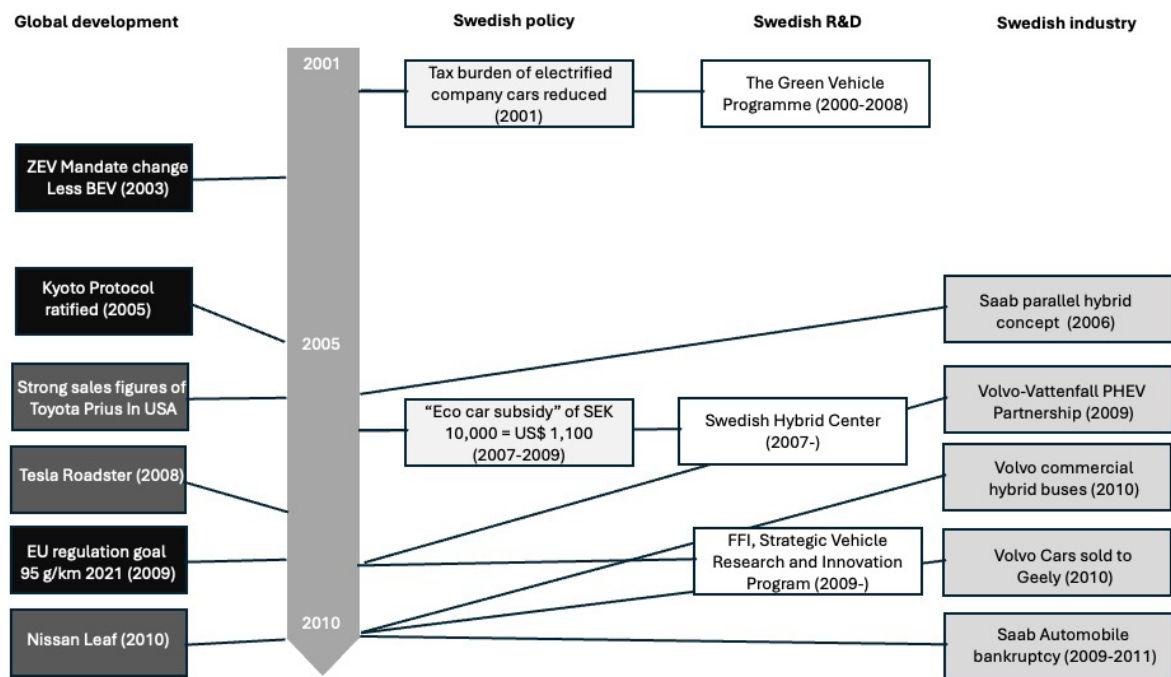 Global development
Swedish policy
Swedish R&D
Swedish industry
2001
Tax burden of electrified
company cars reduced
(2001)
The Green Vehicle
Programme (2000-2008)
ZEV Mandate change
Less BEV (2003)
Kyoto Protocol
ratified (2005)
Saab parallel hybrid
concept (2006)
2005
Strong sales figures of
Toyota Prius In USA
Volvo-Vattenfall PHEV
Partnership (2009)
“Eco car subsidy” of SEK
10,000 = US$ 1,100
(2007-2009)
Swedish Hybrid Center
(2007-)
Tesla Roadster (2008)
Volvo commercial
hybrid buses (2010)
EU regulation goal
95 g/km 2021 (2009)
FFI, Strategic Vehicle
Research and Innovation
Program (2009-)
Volvo Cars sold to
Geely (2010)
2010
Nissan Leaf (2010)
Saab Automobile
bankruptcy (2009-2011)